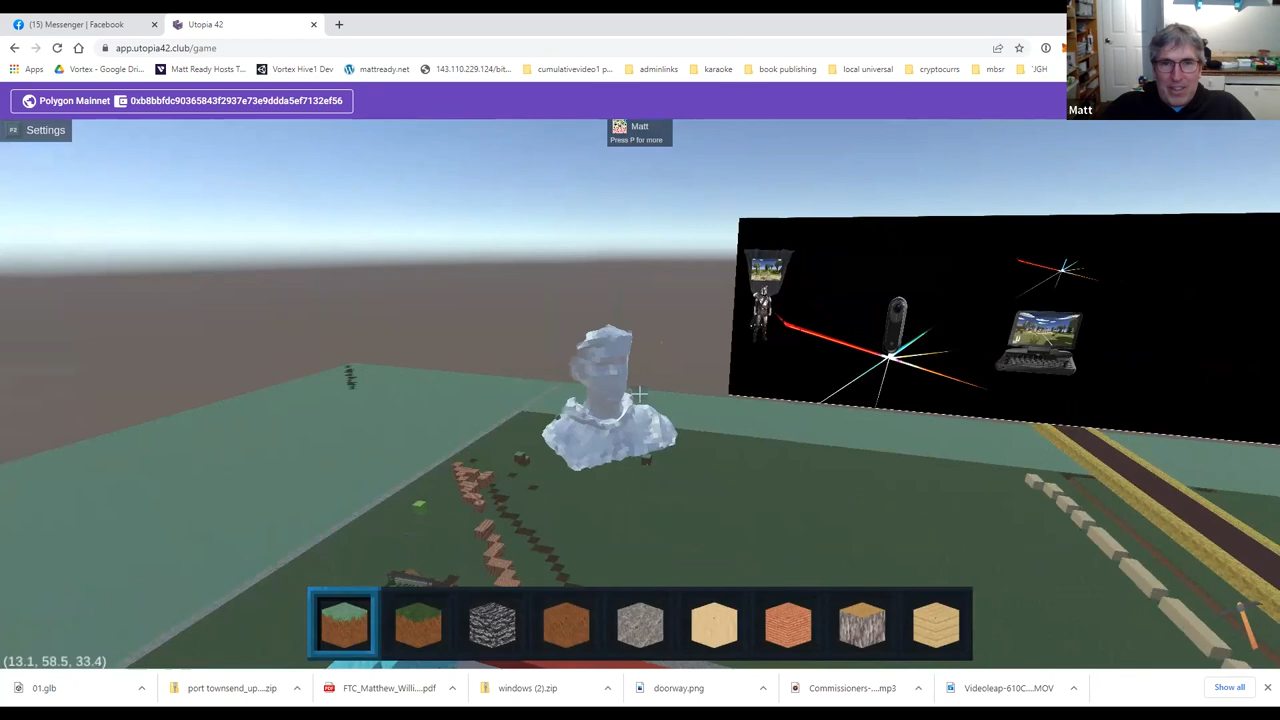 (15) Messenger | Facebook
Utopia 42
app.utopia42.club/game
Apps
Vortex - Google Dri...
Matt Ready Hosts T...
Vortex Hive1 Dev
mattready.net
143.110.229.124/bit...
cumulativevideo1 p...
adminlinks
karaoke
book publishing
local universal
cryptocurrs
mbsr
Polygon Mainnet 0xb8bbfdc90365843f2937e73e9ddda5ef7132ef56
Matt
F2 Settings
Matt
Press P for more
(13.1, 58.5, 33.4)
01.glb
port townsend_up....zip
FTC_Matthew_Willi....pdf
windows (2).zip
doorway.png
Commissioners-....mp3
Videoleap-610C....MOV
Show all